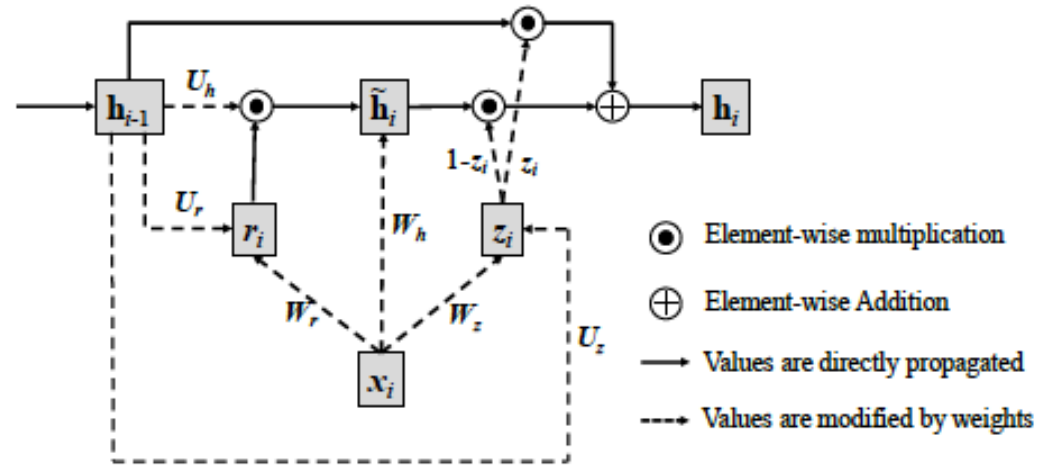 U_h
h_{i-1}
h̃_i
h_i
1-z_i
z_i
U_r
r_i
W_h
z_i
Element-wise multiplication
W_r
W_z
Element-wise Addition
U_z
x_i
Values are directly propagated
Values are modified by weights